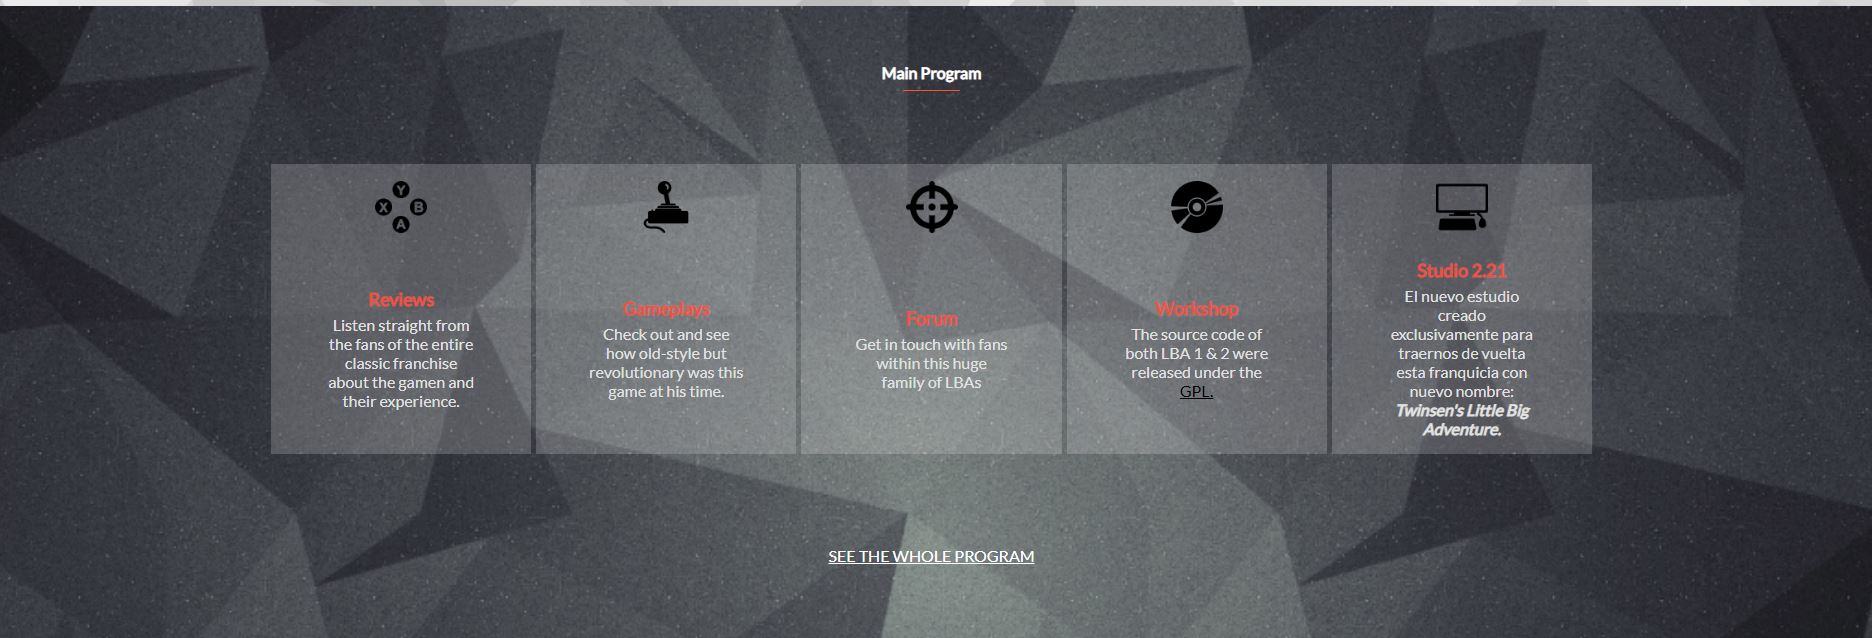 Main Program
Y
X B
A
Reviews
Listen straight from
the fans of the entire
classic franchise
about the gamen and
their experience.
Gameplays
Check out and see
how old-style but
revolutionary was this
game at his time.
Forum
Get in touch with fans
within this huge
family of LBAs
Workshop
The source code of
both LBA 1 & 2 were
released under the
GPL.
Studio 2.21
El nuevo estudio
creado
exclusivamente para
traernos de vuelta
esta franquicia con
nuevo nombre:
Twinsen's Little Big
Adventure.
SEE THE WHOLE PROGRAM